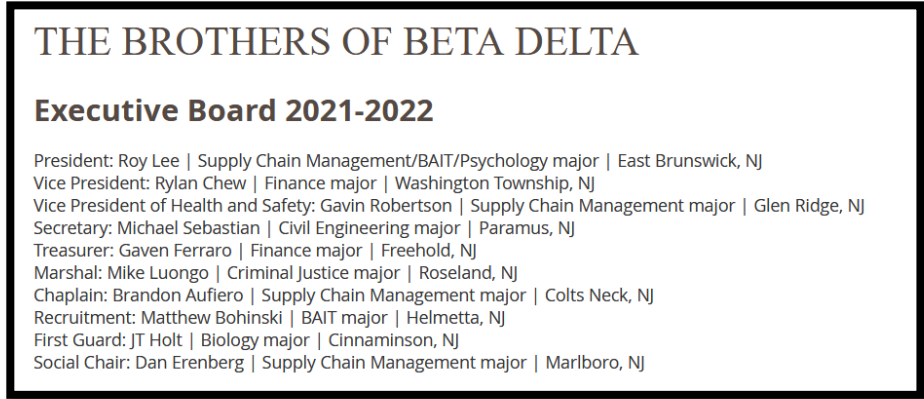 THE BROTHERS OF BETA DELTA
Executive Board 2021-2022
President: Roy Lee | Supply Chain Management/BAIT/Psychology major | East Brunswick, NJ
Vice President: Rylan Chew | Finance major | Washington Township, NJ
Vice President of Health and Safety: Gavin Robertson | Supply Chain Management major | Glen Ridge, NJ
Secretary: Michael Sebastian | Civil Engineering major | Paramus, NJ
Treasurer: Gaven Ferraro | Finance major | Freehold, NJ
Marshal: Mike Luongo | Criminal Justice major | Roseland, NJ
Chaplain: Brandon Aufiero | Supply Chain Management major | Colts Neck, NJ
Recruitment: Matthew Bohinski | BAIT major | Helmetta, NJ
First Guard: JT Holt | Biology major | Cinnaminson, NJ
Social Chair: Dan Erenberg | Supply Chain Management major | Marlboro, NJ